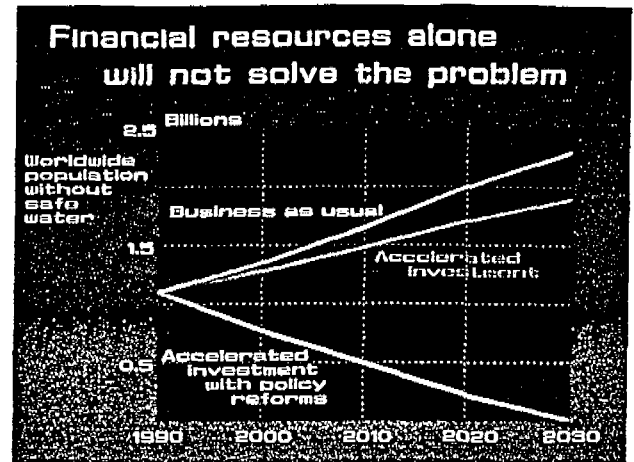 Financial resources alone
will not solve the problem
2.5
Billions
Worldwide
population
without
safe
water
Business as usual
1.5
Accelerated
investment
0.5
Accelerated
investment
with policy
reforms
1990
2000
2010
2020
2030